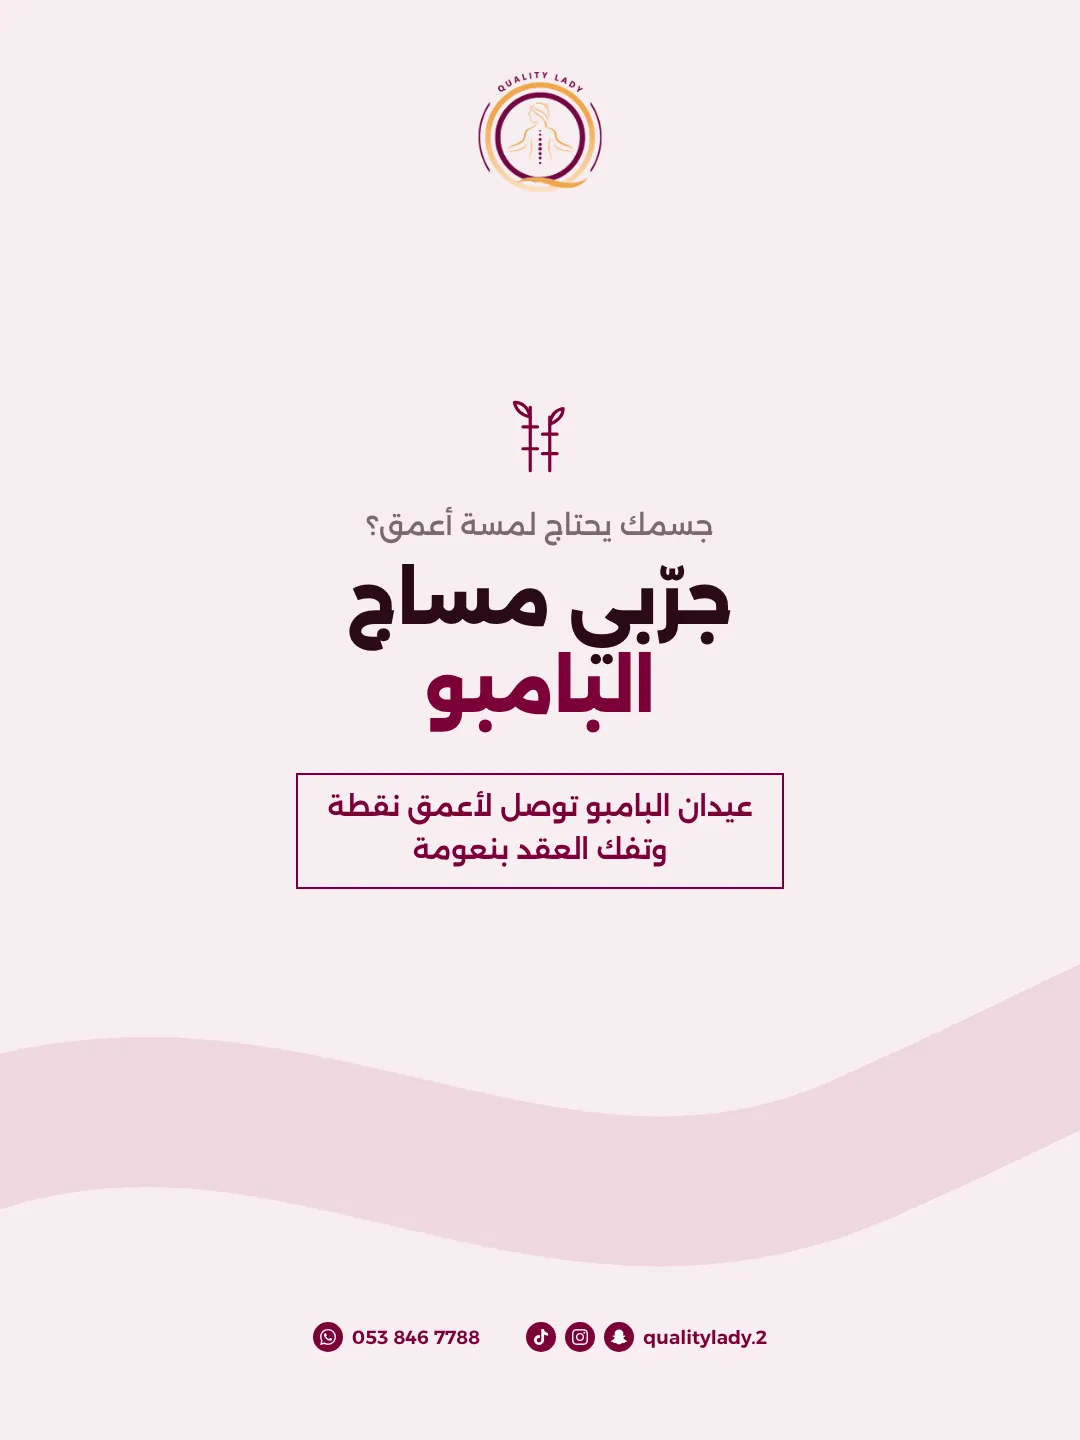 QUALITY LADY
جسمك يحتاج لمسة أعمق؟
جرّبي مساج
البامبو
عيدان البامبو توصل لأعمق نقطة
وتفك العقد بنعومة
053 846 7788 qualitylady.2